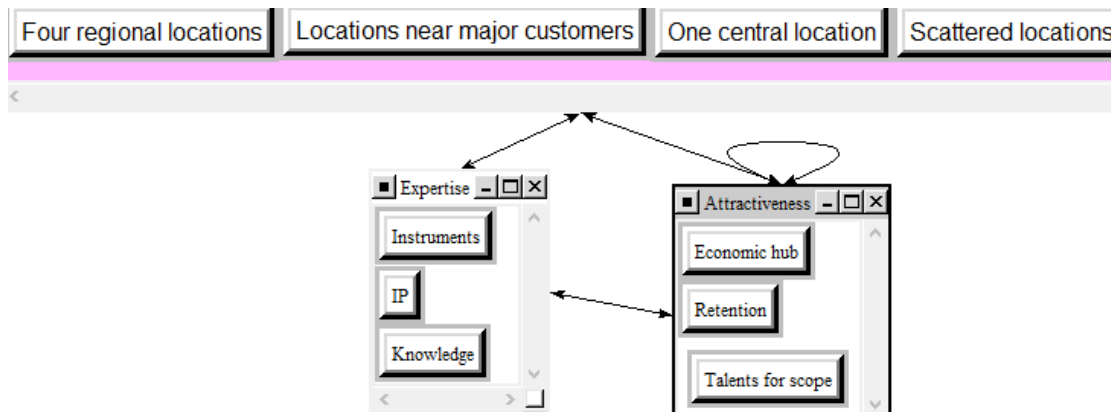 Four regional locations
Locations near major customers
One central location
Scattered locations
Expertise
Instruments
IP
Knowledge
Attractiveness
Economic hub
Retention
Talents for scope